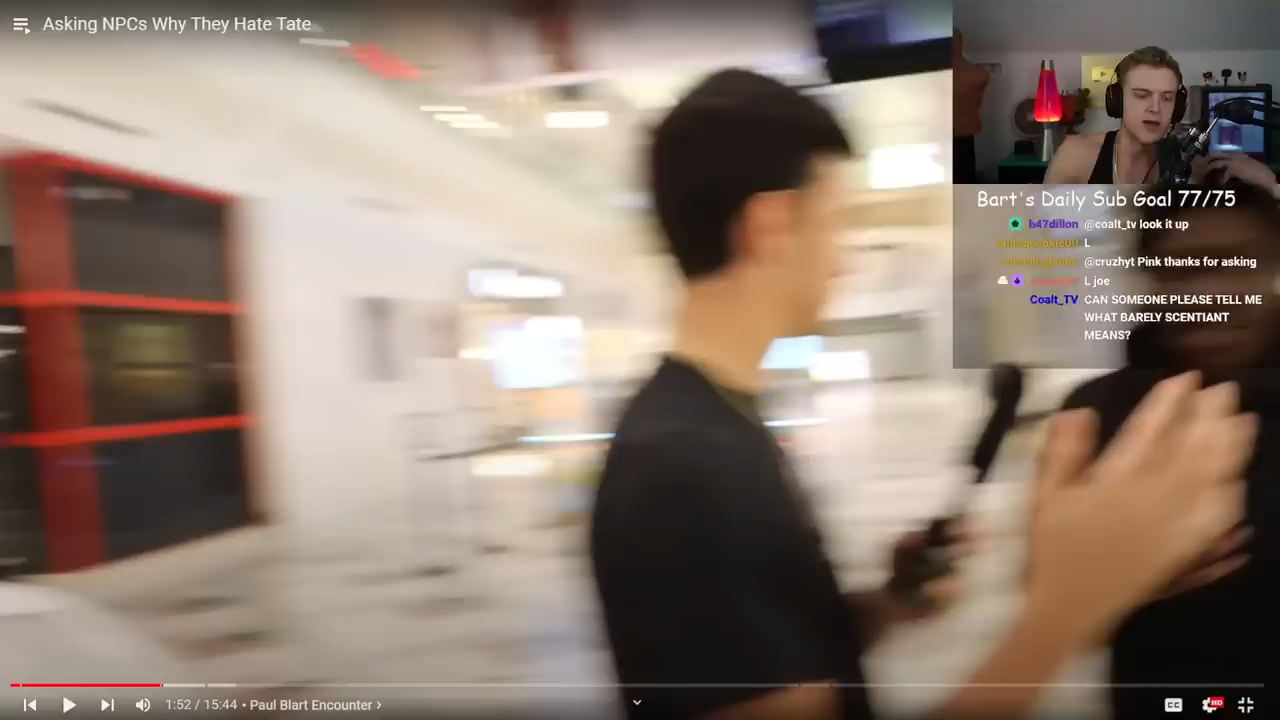 Asking NPCs Why They Hate Tate
Bart's Daily Sub Goal 77/75
b47dillon @coalt_tv look it up
L
@cruzhyt Pink thanks for asking
L joe
Coalt_TV CAN SOMEONE PLEASE TELL ME
WHAT BARELY SCENTIANT
MEANS?
1:52 / 15:44 • Paul Blart Encounter >
CC
HD